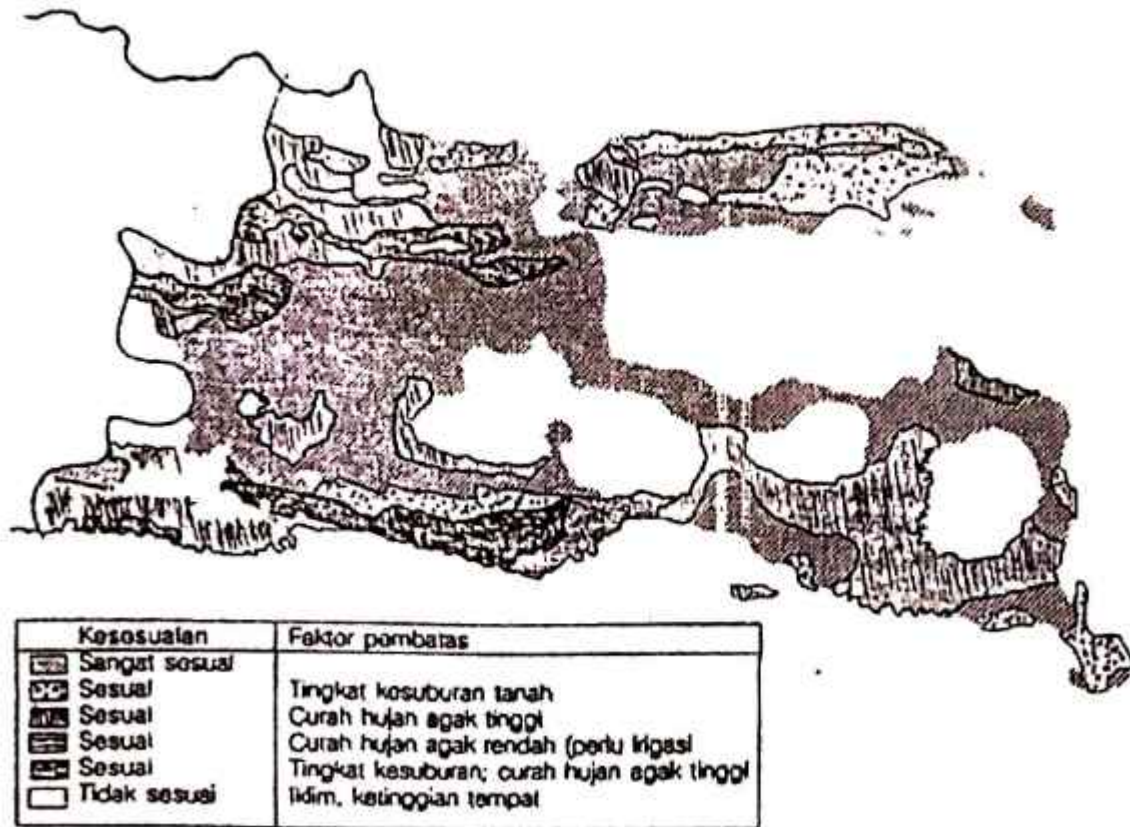 Kesesuaian Faktor pembatas
Sangat sesuai
Sesuai Tingkat kesuburan tanah
Sesuai Curah hujan agak tinggi
Sesuai Curah hujan agak rendah (perlu irigasi
Sesuai Tingkat kesuburan; curah hujan agak tinggi
Tidak sesuai Iklim, ketinggian tempat